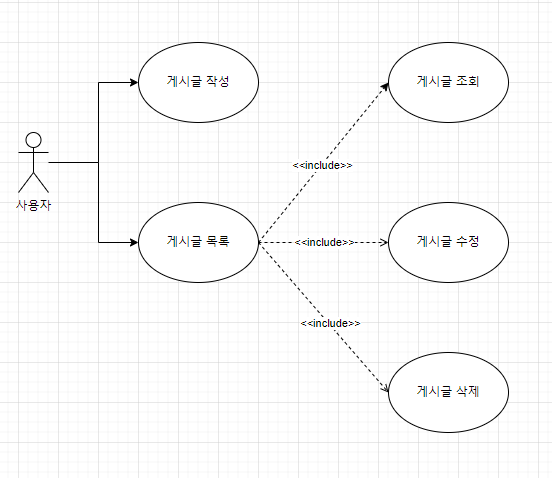 게시글 작성
게시글 조회
<<include>>
사용자
게시글 목록
<<include>>
게시글 수정
<<include>>
게시글 삭제